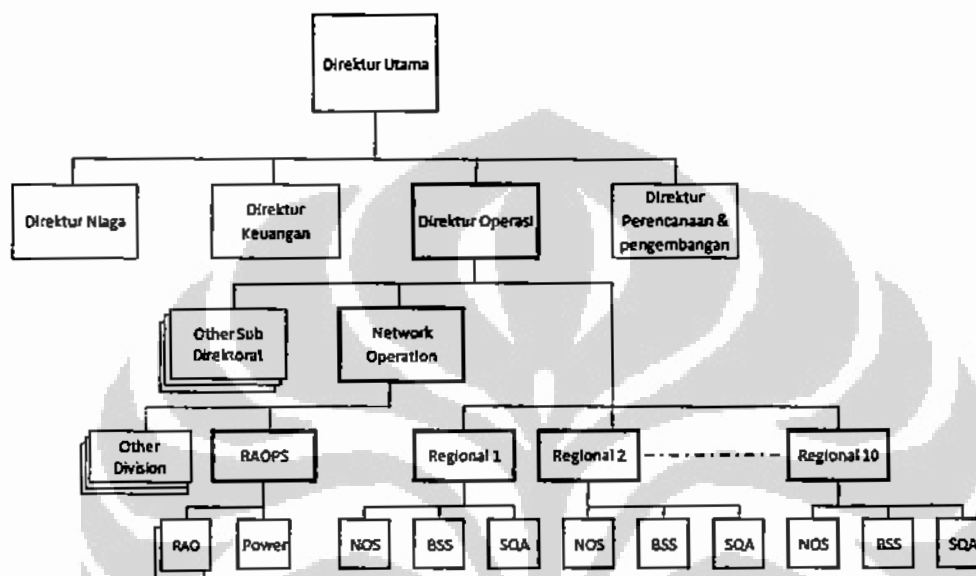 Direktur Utama
Direktur Niaga
Direktur
Keuangan
Direktur Operasi
Direktur
Perencanaan &
pengembangan
Other Sub
Direktorat
Network
Operation
Other
Division
RAOPS
Regional 1
Regional 2
Regional 10
RAO
Power
NOS
BSS
SQA
NOS
BSS
SQA
NOS
BSS
SQA